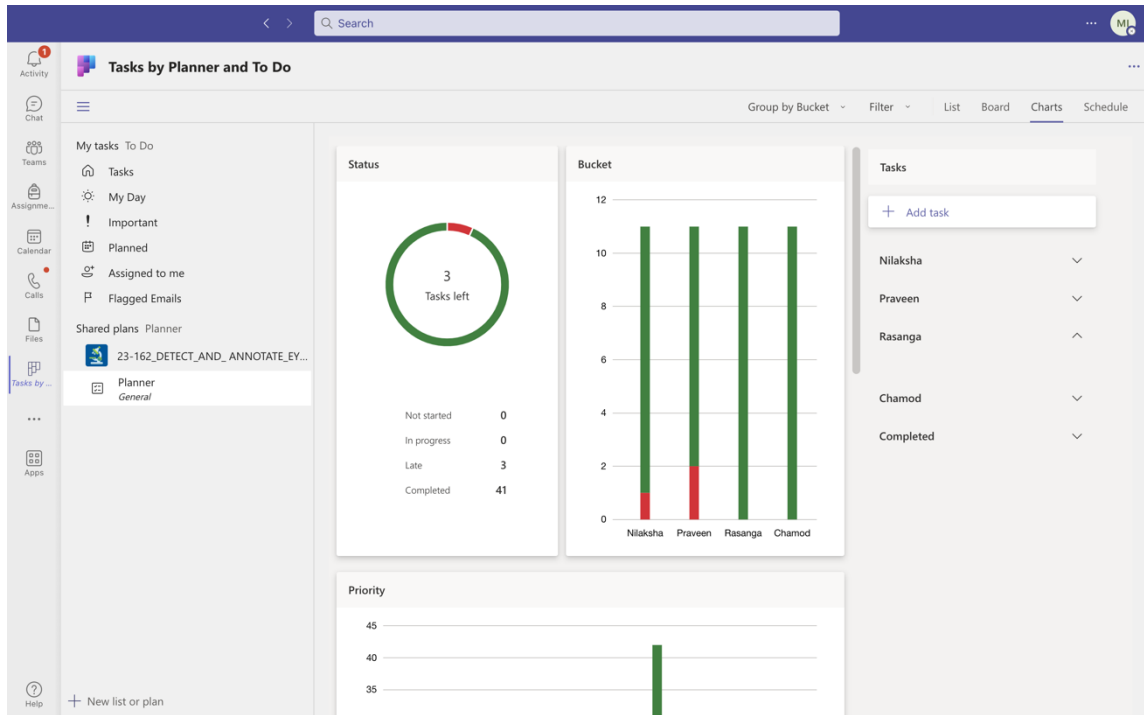 Search
ML
1
Activity
Chat
Teams
Assignme...
Calendar
Calls
Files
Tasks by ...
Apps
Help
Tasks by Planner and To Do
Group by Bucket
Filter
List
Board
Charts
Schedule
My tasks To Do
Tasks
My Day
Important
Planned
Assigned to me
Flagged Emails
Shared plans Planner
23-162_DETECT_AND_ ANNOTATE_EY...
Planner
General
New list or plan
Status
3
Tasks left
Not started 0
In progress 0
Late 3
Completed 41
Bucket
12
10
8
6
4
2
0
Nilaksha Praveen Rasanga Chamod
Priority
45
40
35
Tasks
Add task
Nilaksha
Praveen
Rasanga
Chamod
Completed